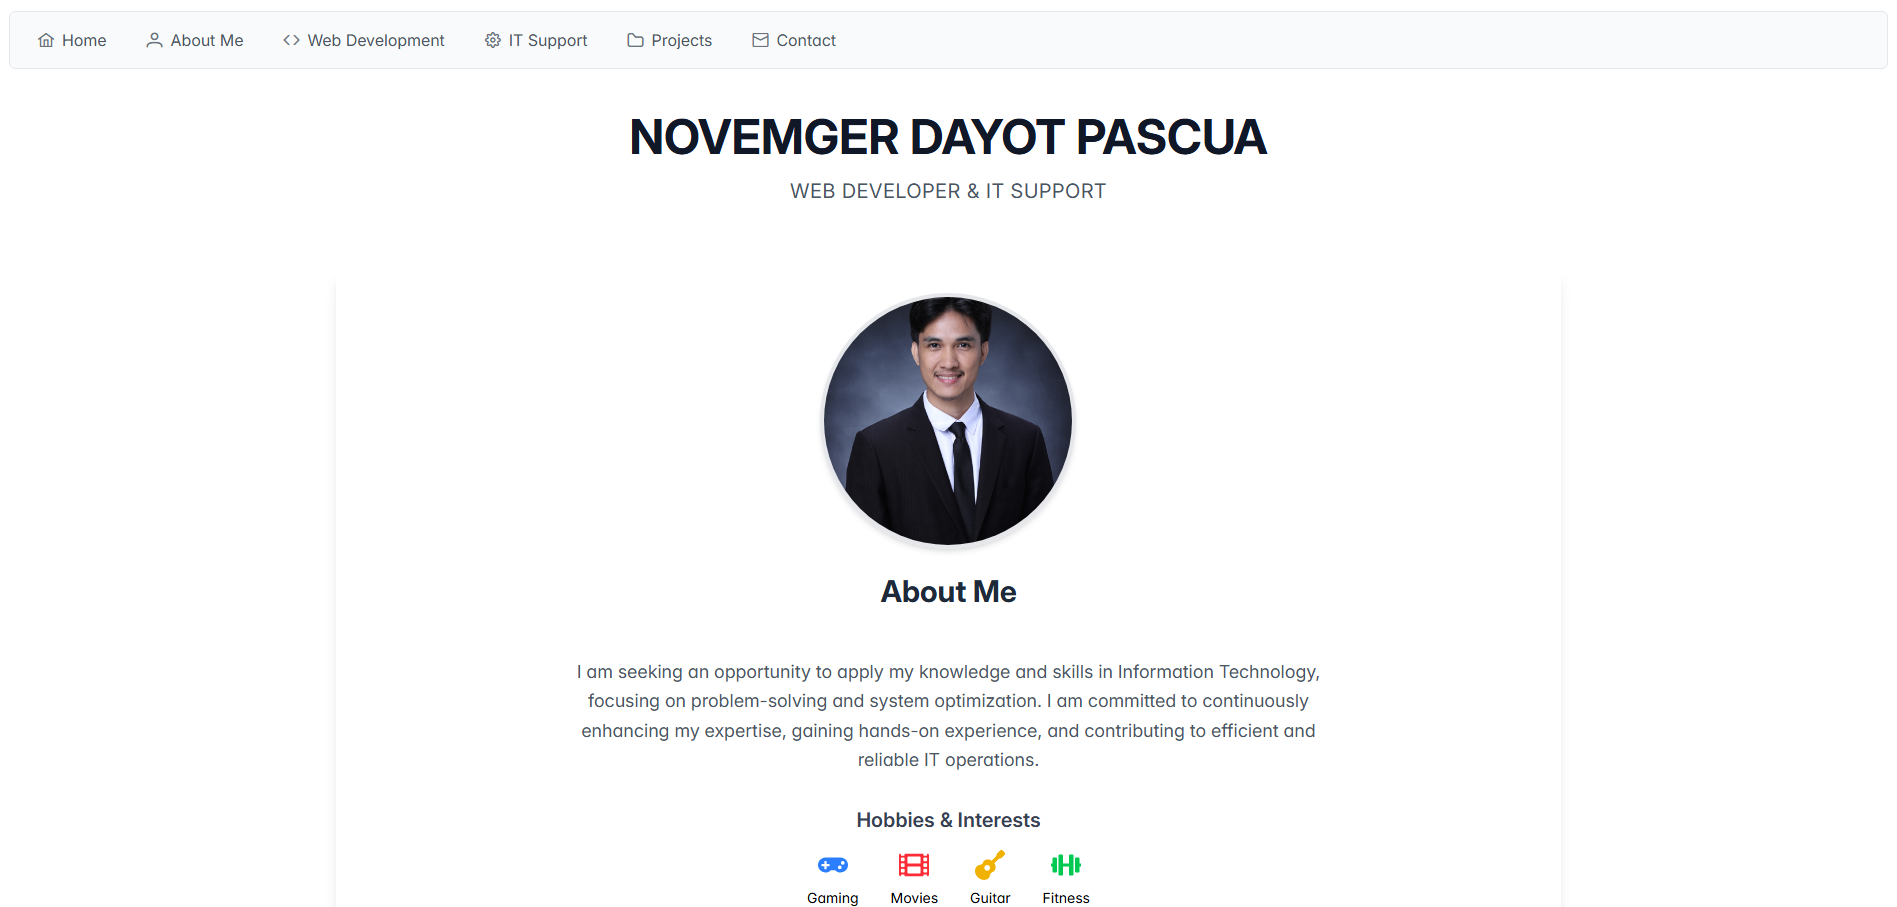 Home About Me Web Development IT Support Projects Contact
NOVEMGER DAYOT PASCUA
WEB DEVELOPER & IT SUPPORT
About Me
I am seeking an opportunity to apply my knowledge and skills in Information Technology,
focusing on problem-solving and system optimization. I am committed to continuously
enhancing my expertise, gaining hands-on experience, and contributing to efficient and
reliable IT operations.
Hobbies & Interests
Gaming Movies Guitar Fitness